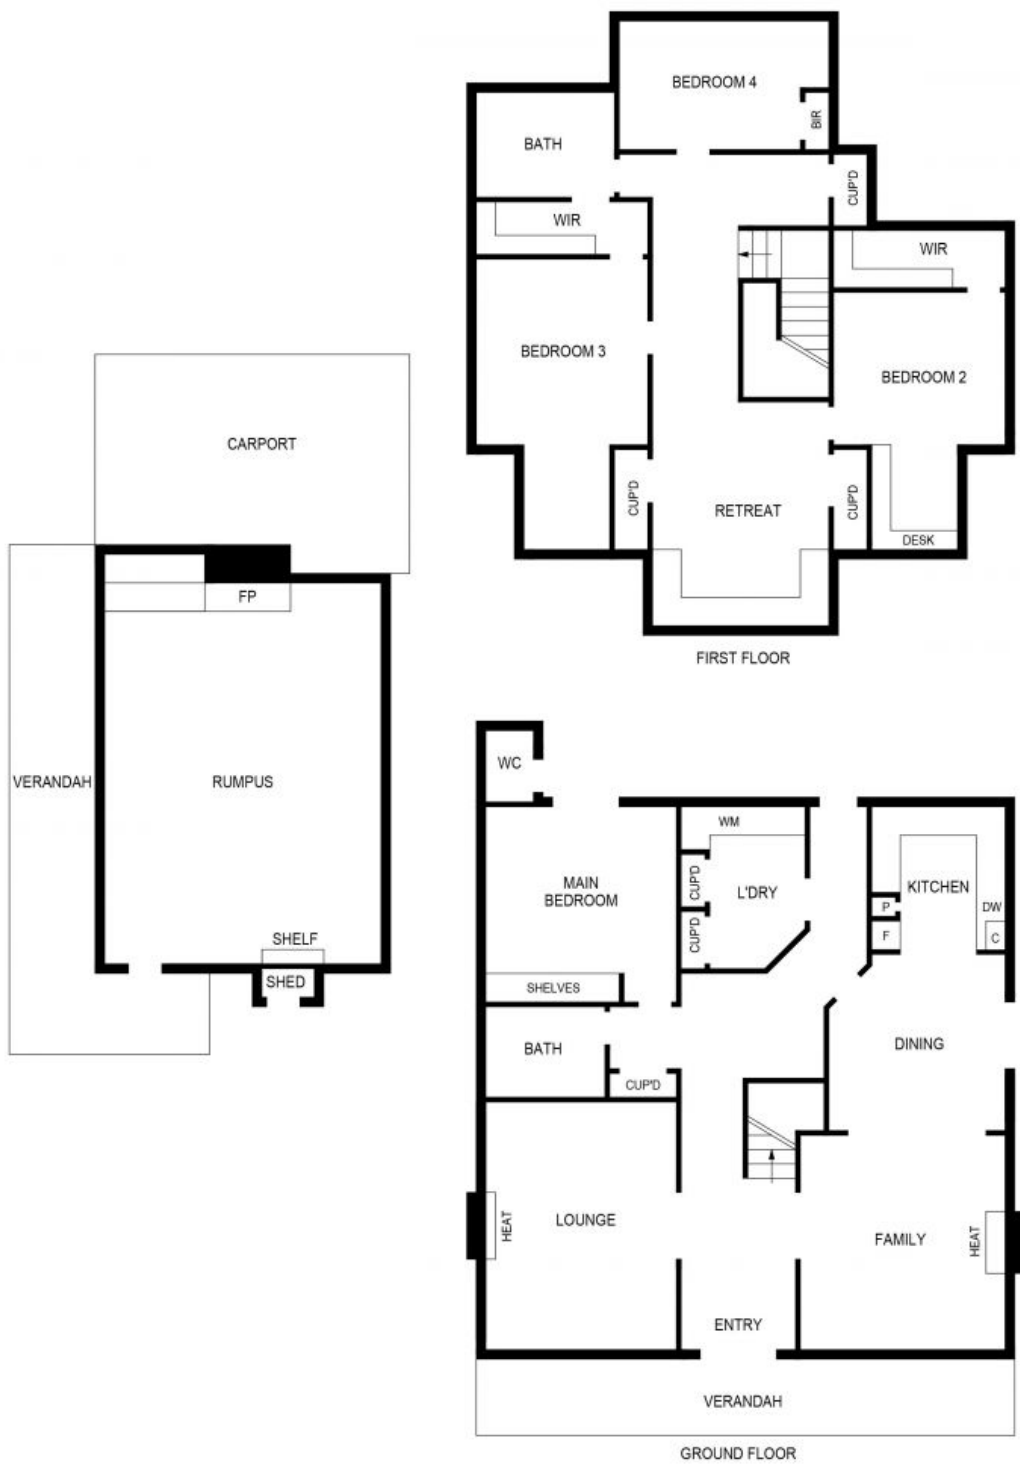 BEDROOM 4
BIR
BATH
CUP'D
WIR
WIR
BEDROOM 3
BEDROOM 2
CUP'D
RETREAT
CUP'D
DESK
FIRST FLOOR
CARPORT
FP
VERANDAH
RUMPUS
SHELF
SHED
WC
WM
MAIN
BEDROOM
CUP'D
L'DRY
CUP'D
KITCHEN
P
DW
F
C
SHELVES
BATH
CUP'D
DINING
LOUNGE
HEAT
FAMILY
HEAT
ENTRY
VERANDAH
GROUND FLOOR